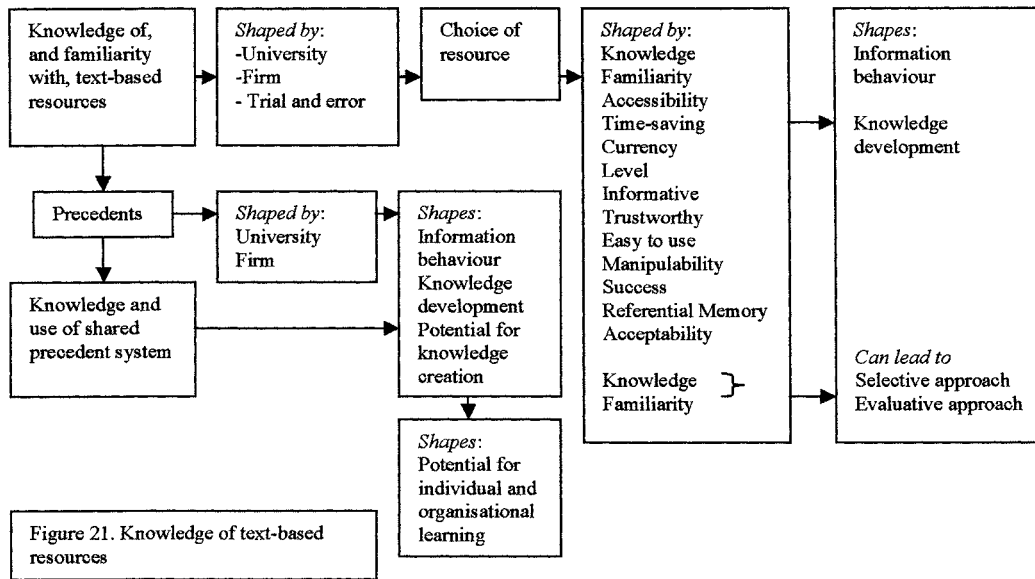 Knowledge of,
and familiarity
with, text-based
resources
Shaped by:
-University
-Firm
- Trial and error
Choice of
resource
Shaped by:
Knowledge
Familiarity
Accessibility
Time-saving
Currency
Level
Informative
Trustworthy
Easy to use
Manipulability
Success
Referential Memory
Acceptability
Knowledge
Familiarity
Shapes:
Information
behaviour
Knowledge
development
Can lead to
Selective approach
Evaluative approach
Precedents
Shaped by:
University
Firm
Shapes:
Information
behaviour
Knowledge
development
Potential for
knowledge
creation
Knowledge and
use of shared
precedent system
Shapes:
Potential for
individual and
organisational
learning
Figure 21. Knowledge of text-based
resources